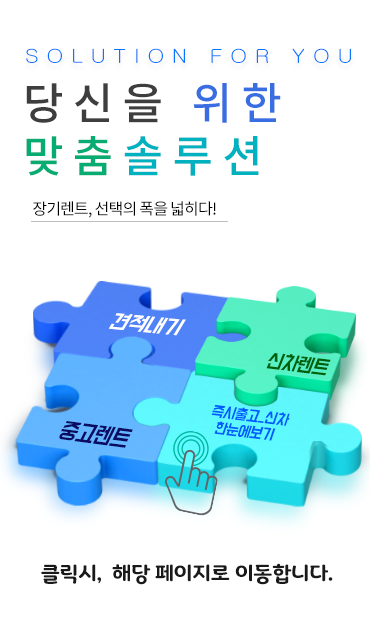 SOLUTION FOR YOU
당신을 위한
맞춤솔루션
장기렌트, 선택의 폭을 넓히다!
견적내기
신차렌트
즉시출고_신차
한눈에보기
중고렌트
클릭시, 해당 페이지로 이동합니다.